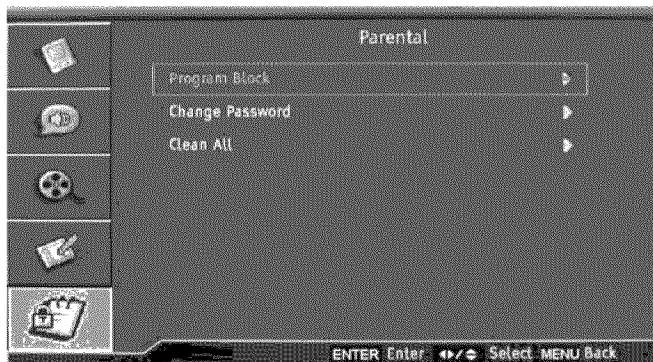 Parental
Program Block
Change Password
Clean All
ENTER Enter ◂▸/⬘ Select MENU Back